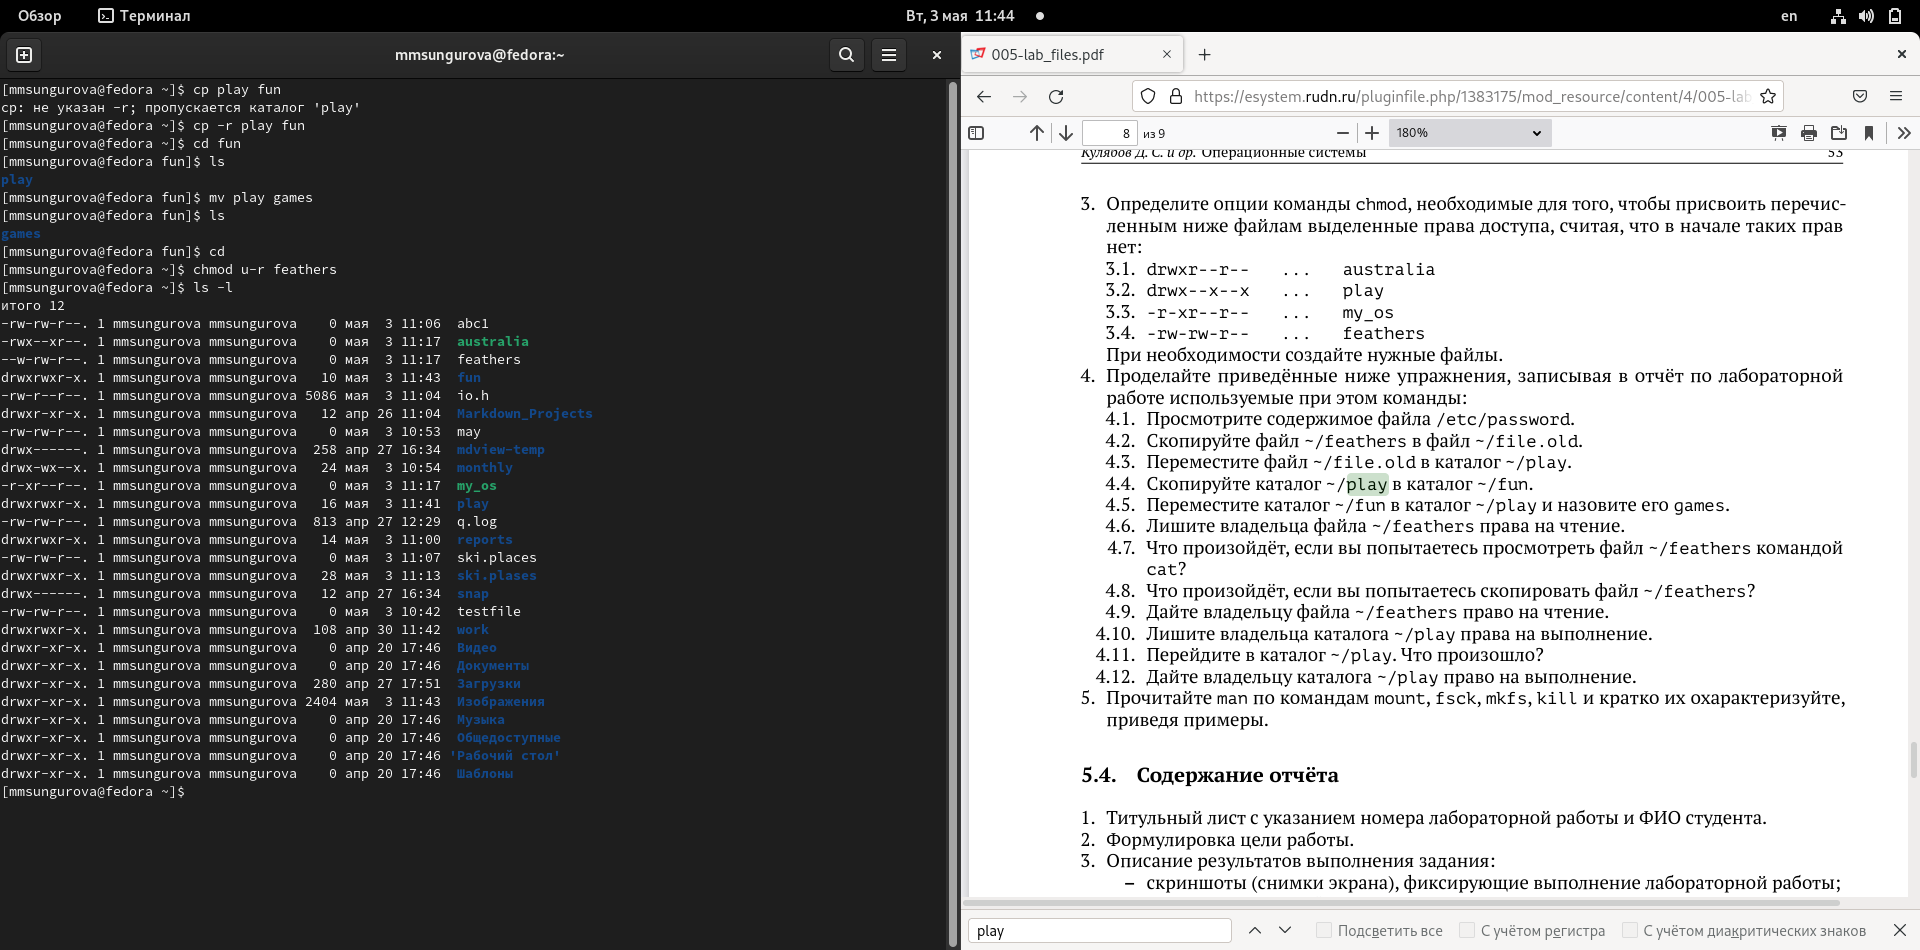 Обзор
Терминал
Вт, 3 мая 11:44
en
mmsungurova@fedora:~
[mmsungurova@fedora ~]$ cp play fun
cp: не указан -r; пропускается каталог 'play'
[mmsungurova@fedora ~]$ cp -r play fun
[mmsungurova@fedora ~]$ cd fun
[mmsungurova@fedora fun]$ ls
play
[mmsungurova@fedora fun]$ mv play games
[mmsungurova@fedora fun]$ ls
games
[mmsungurova@fedora fun]$ cd
[mmsungurova@fedora ~]$ chmod u-r feathers
[mmsungurova@fedora ~]$ ls -l
итого 12
-rw-rw-r--. 1 mmsungurova mmsungurova    0 мая  3 11:06  abc1
-rwx--xr--. 1 mmsungurova mmsungurova    0 мая  3 11:17  australia
--w-rw-r--. 1 mmsungurova mmsungurova    0 мая  3 11:17  feathers
drwxrwxr-x. 1 mmsungurova mmsungurova   10 мая  3 11:43  fun
-rw-r--r--. 1 mmsungurova mmsungurova 5086 мая  3 11:04  io.h
drwxr-xr-x. 1 mmsungurova mmsungurova   12 апр 26 11:04  Markdown_Projects
-rw-rw-r--. 1 mmsungurova mmsungurova    0 мая  3 10:53  may
drwx------. 1 mmsungurova mmsungurova  258 апр 27 16:34  mdview-temp
drwx-wx--x. 1 mmsungurova mmsungurova   24 мая  3 10:54  monthly
-r-xr--r--. 1 mmsungurova mmsungurova    0 мая  3 11:17  my_os
drwxrwxr-x. 1 mmsungurova mmsungurova   16 мая  3 11:41  play
-rw-rw-r--. 1 mmsungurova mmsungurova  813 апр 27 12:29  q.log
drwxrwxr-x. 1 mmsungurova mmsungurova   14 мая  3 11:00  reports
-rw-rw-r--. 1 mmsungurova mmsungurova    0 мая  3 11:07  ski.places
drwxrwxr-x. 1 mmsungurova mmsungurova   28 мая  3 11:13  ski.plases
drwx------. 1 mmsungurova mmsungurova   12 апр 27 16:34  snap
-rw-rw-r--. 1 mmsungurova mmsungurova    0 мая  3 10:42  testfile
drwxrwxr-x. 1 mmsungurova mmsungurova  108 апр 30 11:42  work
drwxr-xr-x. 1 mmsungurova mmsungurova    0 апр 20 17:46  Видео
drwxr-xr-x. 1 mmsungurova mmsungurova    0 апр 20 17:46  Документы
drwxr-xr-x. 1 mmsungurova mmsungurova  280 апр 27 17:51  Загрузки
drwxr-xr-x. 1 mmsungurova mmsungurova 2404 мая  3 11:43  Изображения
drwxr-xr-x. 1 mmsungurova mmsungurova    0 апр 20 17:46  Музыка
drwxr-xr-x. 1 mmsungurova mmsungurova    0 апр 20 17:46  Общедоступные
drwxr-xr-x. 1 mmsungurova mmsungurova    0 апр 20 17:46 'Рабочий стол'
drwxr-xr-x. 1 mmsungurova mmsungurova    0 апр 20 17:46  Шаблоны
[mmsungurova@fedora ~]$
005-lab_files.pdf
https://esystem.rudn.ru/pluginfile.php/1383175/mod_resource/content/4/005-lab
8 из 9
180%
Кулябов Д. С. и др. Операционные системы 53
3. Определите опции команды chmod, необходимые для того, чтобы присвоить перечис-
ленным ниже файлам выделенные права доступа, считая, что в начале таких прав
нет:
3.1. drwxr--r-- ... australia
3.2. drwx--x--x ... play
3.3. -r-xr--r-- ... my_os
3.4. -rw-rw-r-- ... feathers
При необходимости создайте нужные файлы.
4. Проделайте приведённые ниже упражнения, записывая в отчёт по лабораторной
работе используемые при этом команды:
4.1. Просмотрите содержимое файла /etc/password.
4.2. Скопируйте файл ~/feathers в файл ~/file.old.
4.3. Переместите файл ~/file.old в каталог ~/play.
4.4. Скопируйте каталог ~/play в каталог ~/fun.
4.5. Переместите каталог ~/fun в каталог ~/play и назовите его games.
4.6. Лишите владельца файла ~/feathers права на чтение.
4.7. Что произойдёт, если вы попытаетесь просмотреть файл ~/feathers командой
cat?
4.8. Что произойдёт, если вы попытаетесь скопировать файл ~/feathers?
4.9. Дайте владельцу файла ~/feathers право на чтение.
4.10. Лишите владельца каталога ~/play права на выполнение.
4.11. Перейдите в каталог ~/play. Что произошло?
4.12. Дайте владельцу каталога ~/play право на выполнение.
5. Прочитайте man по командам mount, fsck, mkfs, kill и кратко их охарактеризуйте,
приведя примеры.
5.4. Содержание отчёта
1. Титульный лист с указанием номера лабораторной работы и ФИО студента.
2. Формулировка цели работы.
3. Описание результатов выполнения задания:
– скриншоты (снимки экрана), фиксирующие выполнение лабораторной работы;
play
Подсветить все
С учётом регистра
С учётом диакритических знаков